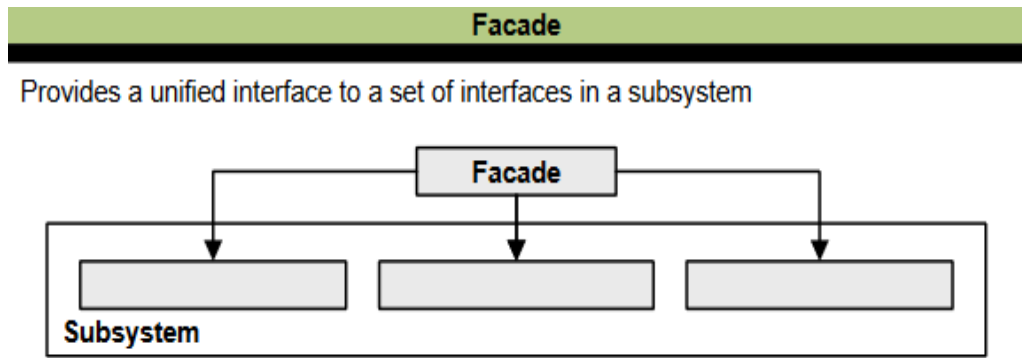 Facade
Provides a unified interface to a set of interfaces in a subsystem
Facade
Subsystem